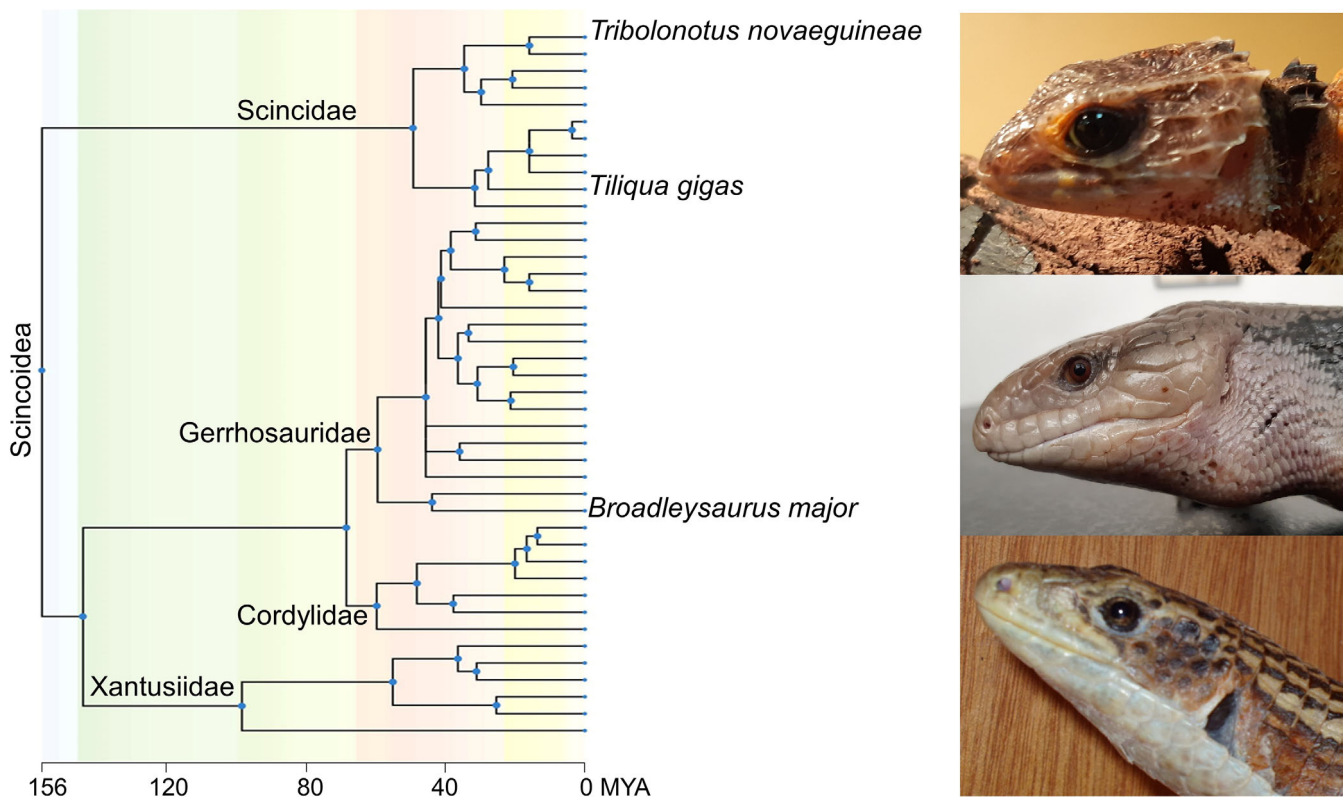 Tribolonotus novaeguineae
Scincidae
Tiliqua gigas
Scincoidea
Gerrhosauridae
Broadleysaurus major
Cordylidae
Xantusiidae
156 120 80 40 0 MYA